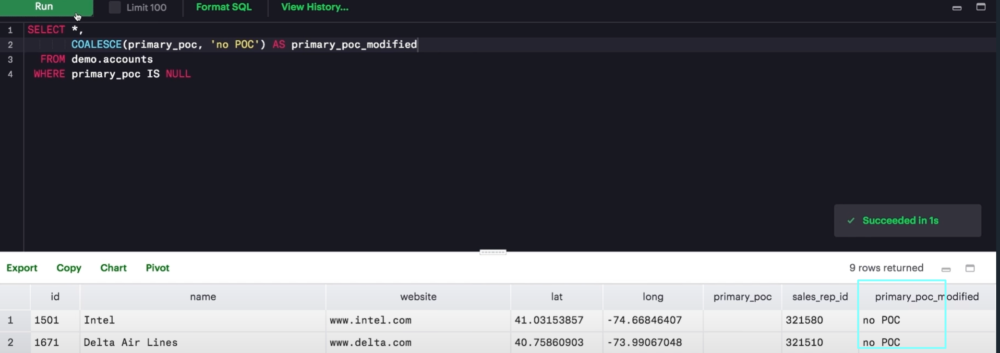 Run Limit 100 Format SQL View History...
1 SELECT *,
2 COALESCE(primary_poc, 'no POC') AS primary_poc_modified
3 FROM demo.accounts
4 WHERE primary_poc IS NULL
✓ Succeeded in 1s
Export Copy Chart Pivot 9 rows returned
id name website lat long primary_poc sales_rep_id primary_poc_modified
1 1501 Intel www.intel.com 41.03153857 -74.66846407 321580 no POC
2 1671 Delta Air Lines www.delta.com 40.75860903 -73.99067048 321510 no POC